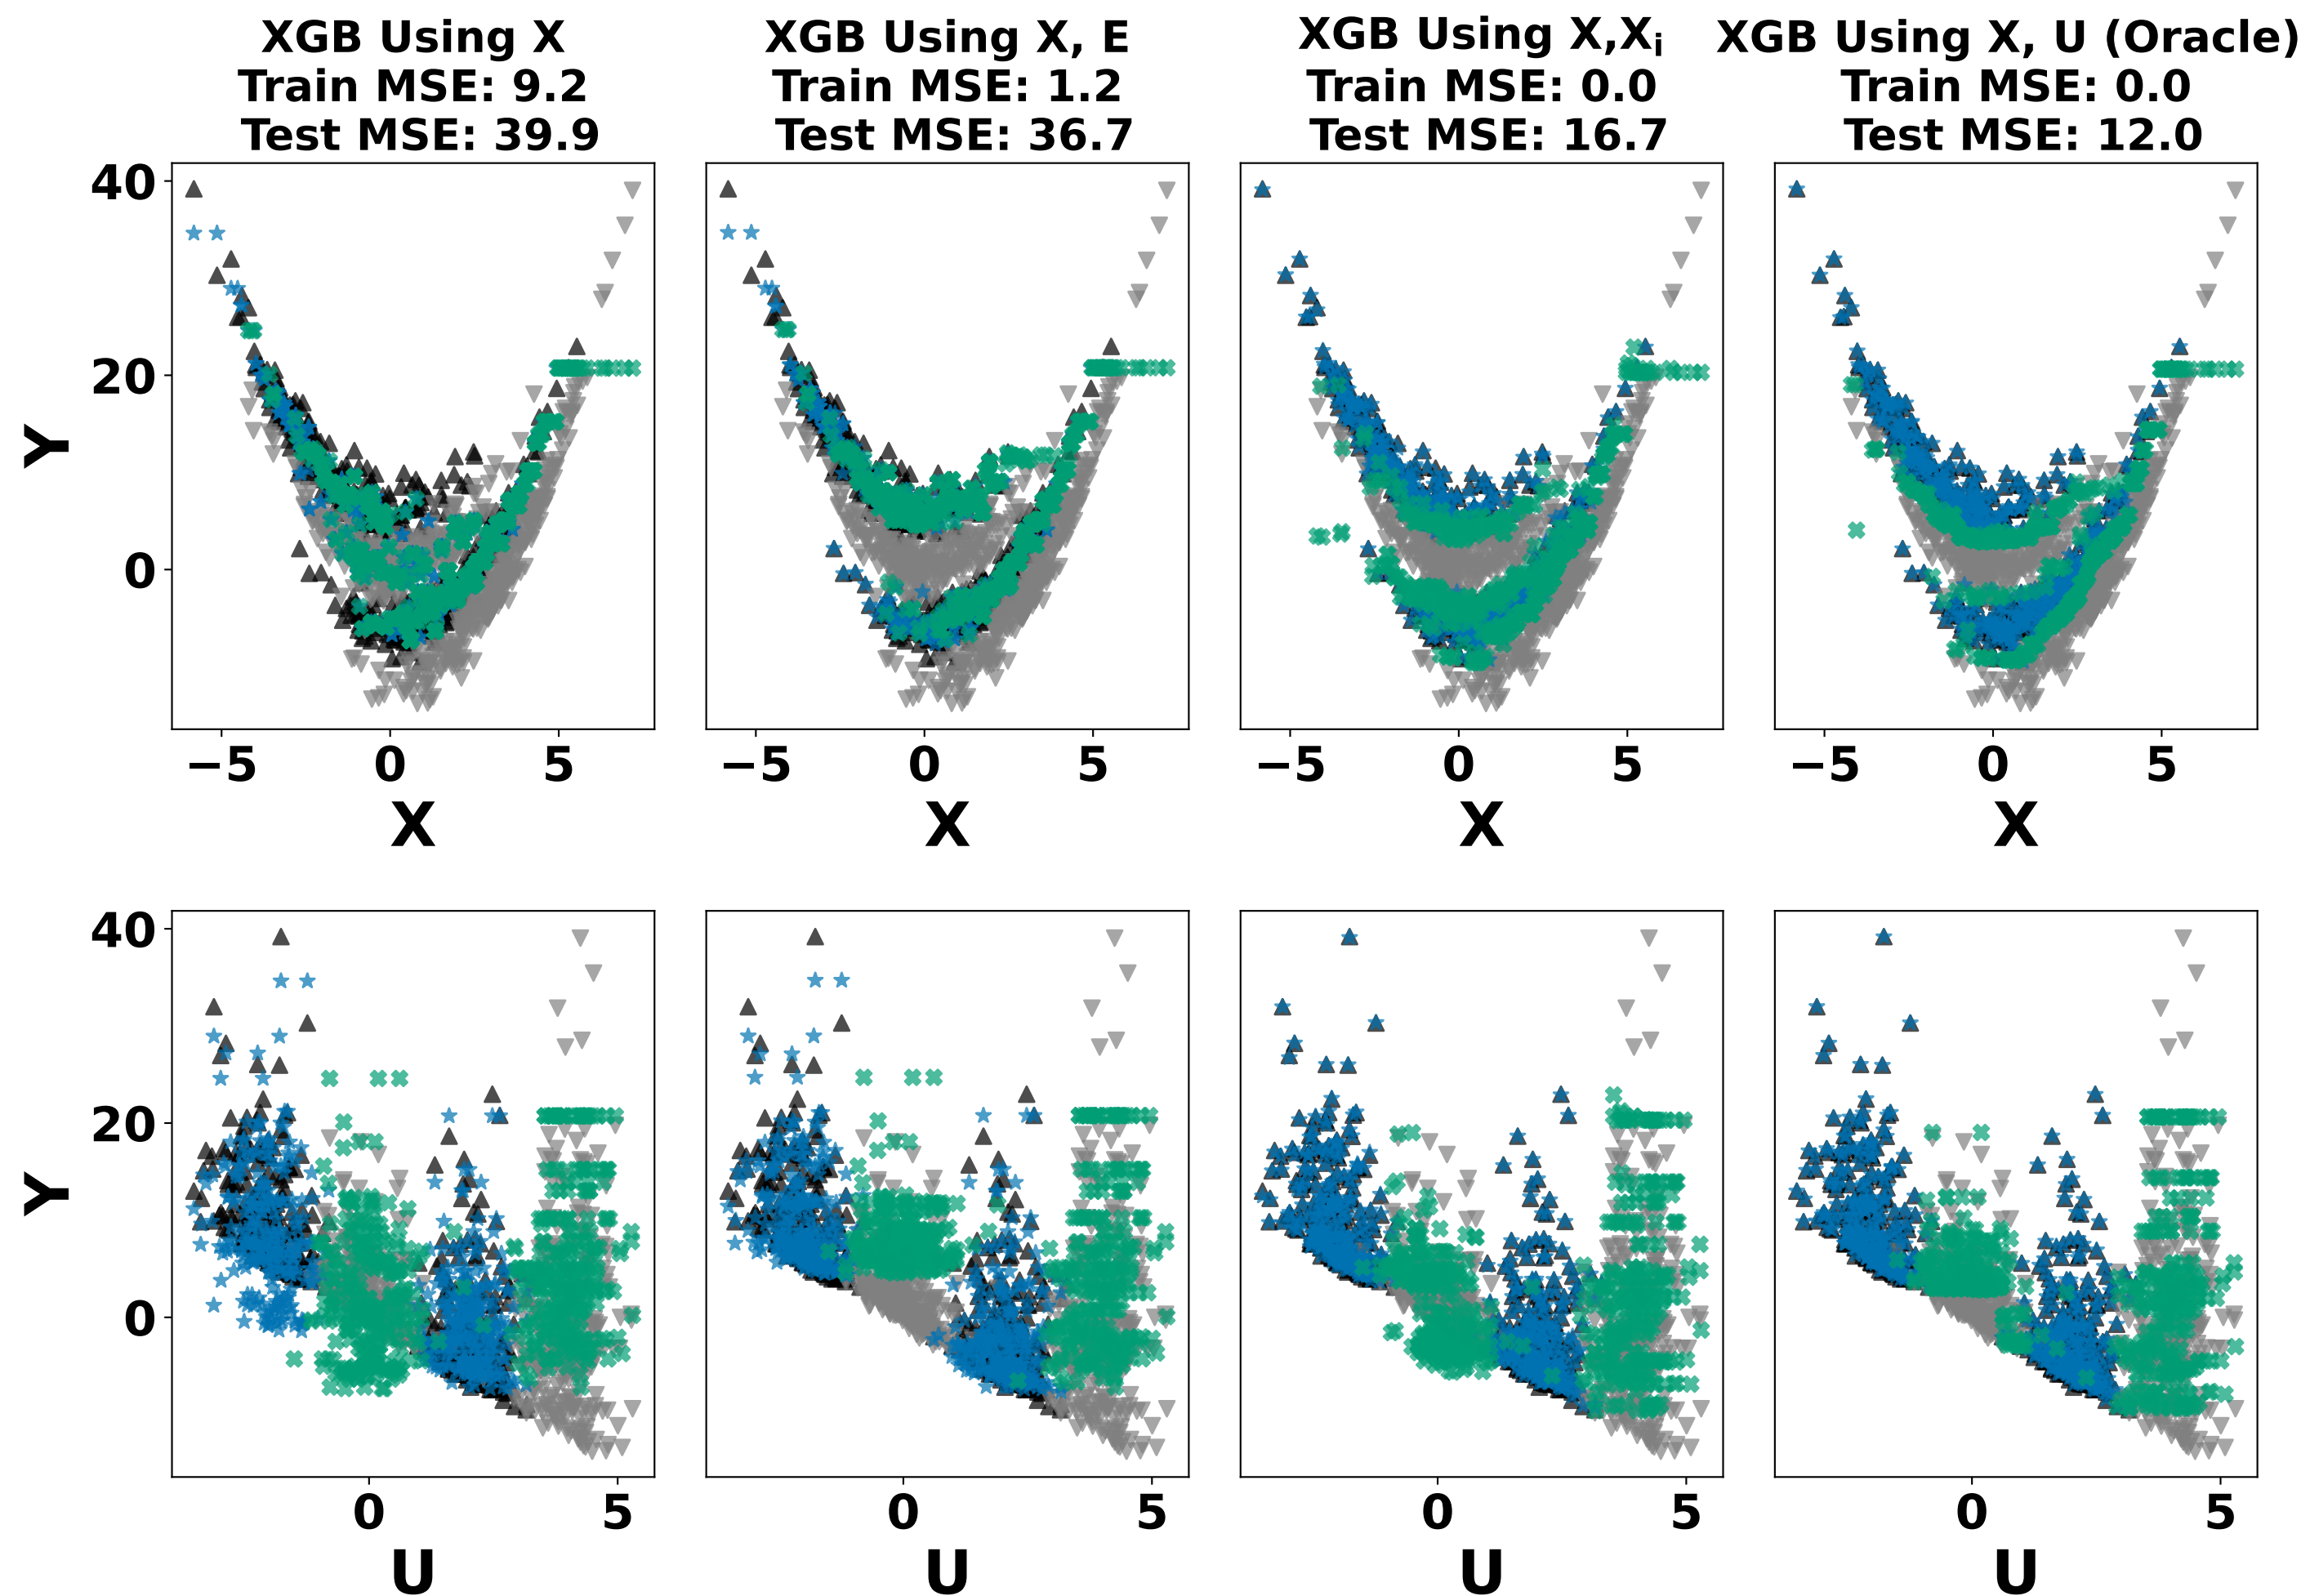 XGB Using X
Train MSE: 9.2
Test MSE: 39.9
XGB Using X, E
Train MSE: 1.2
Test MSE: 36.7
XGB Using X,Xᵢ
Train MSE: 0.0
Test MSE: 16.7
XGB Using X, U (Oracle)
Train MSE: 0.0
Test MSE: 12.0
40
20
0
Y
−5 0 5
X
−5 0 5
X
−5 0 5
X
−5 0 5
X
40
20
0
Y
0 5
U
0 5
U
0 5
U
0 5
U